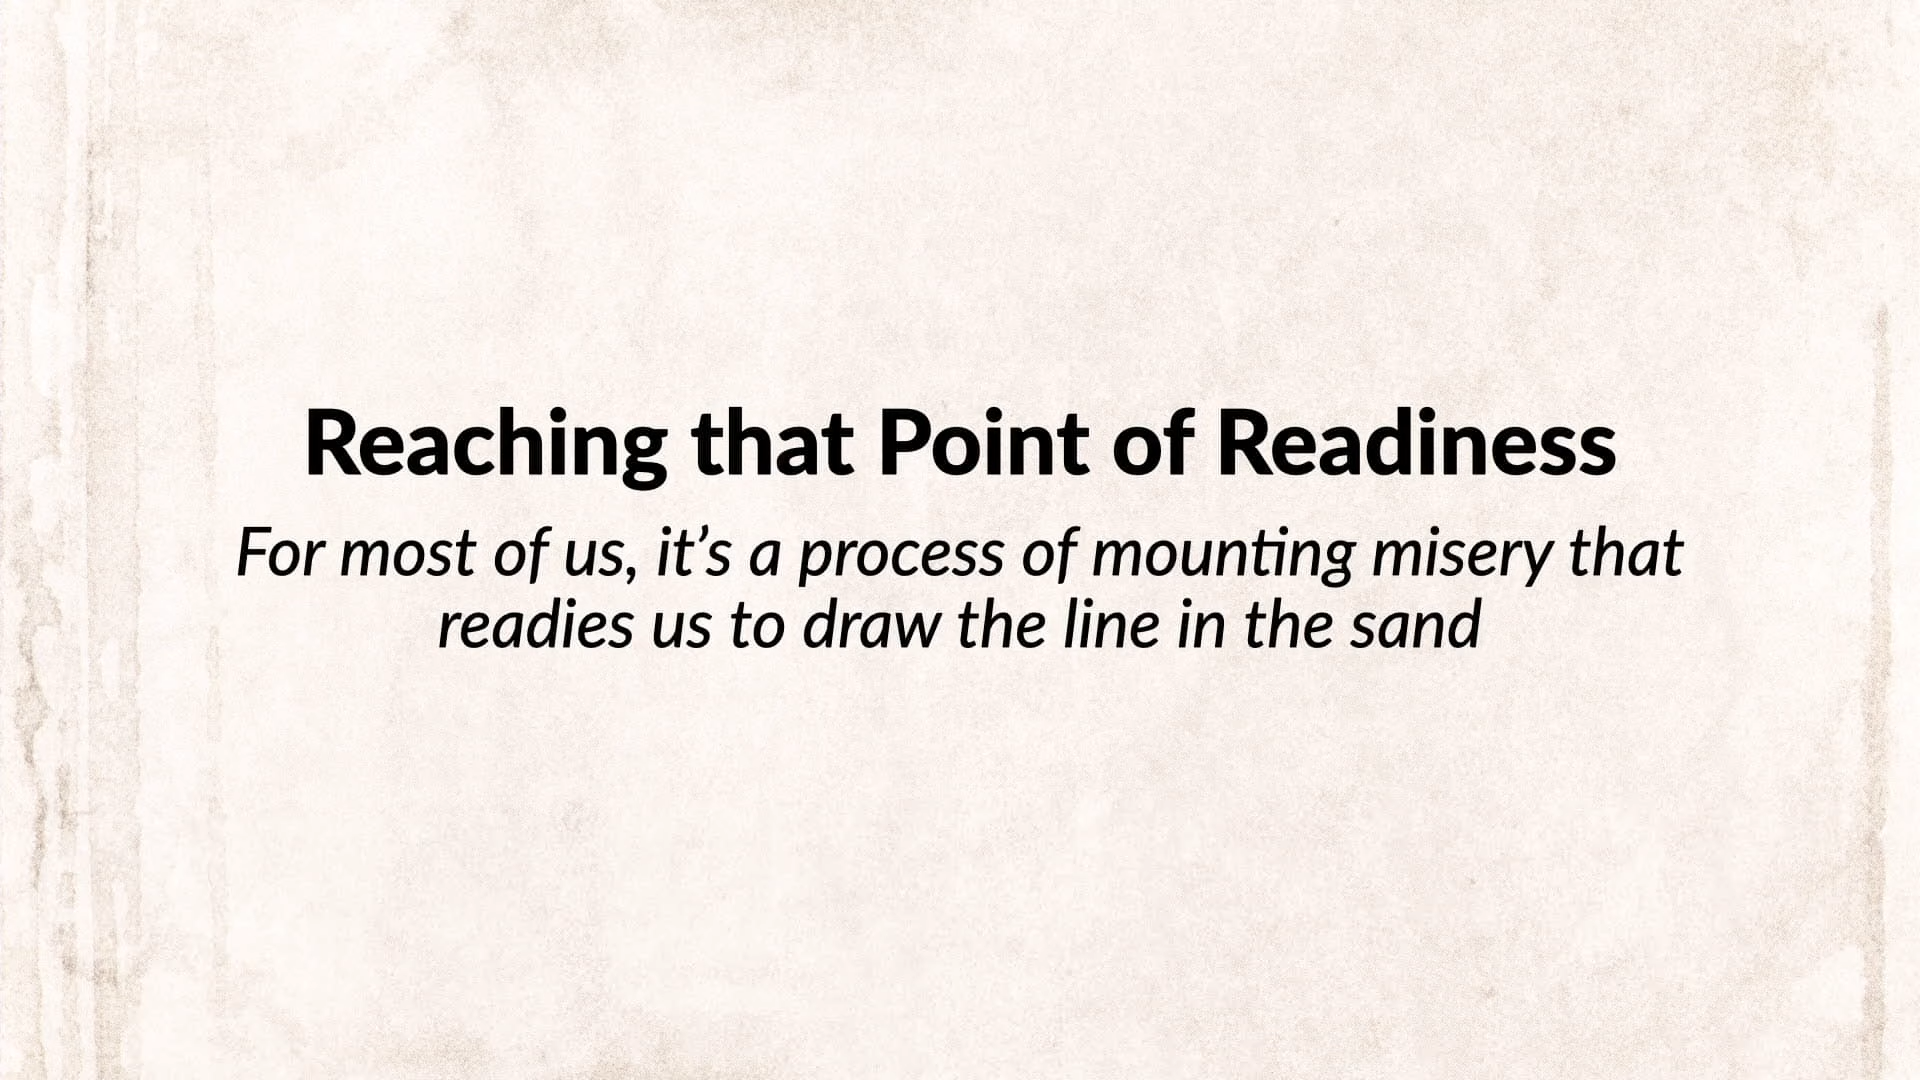 Reaching that Point of Readiness
For most of us, it’s a process of mounting misery that
readies us to draw the line in the sand